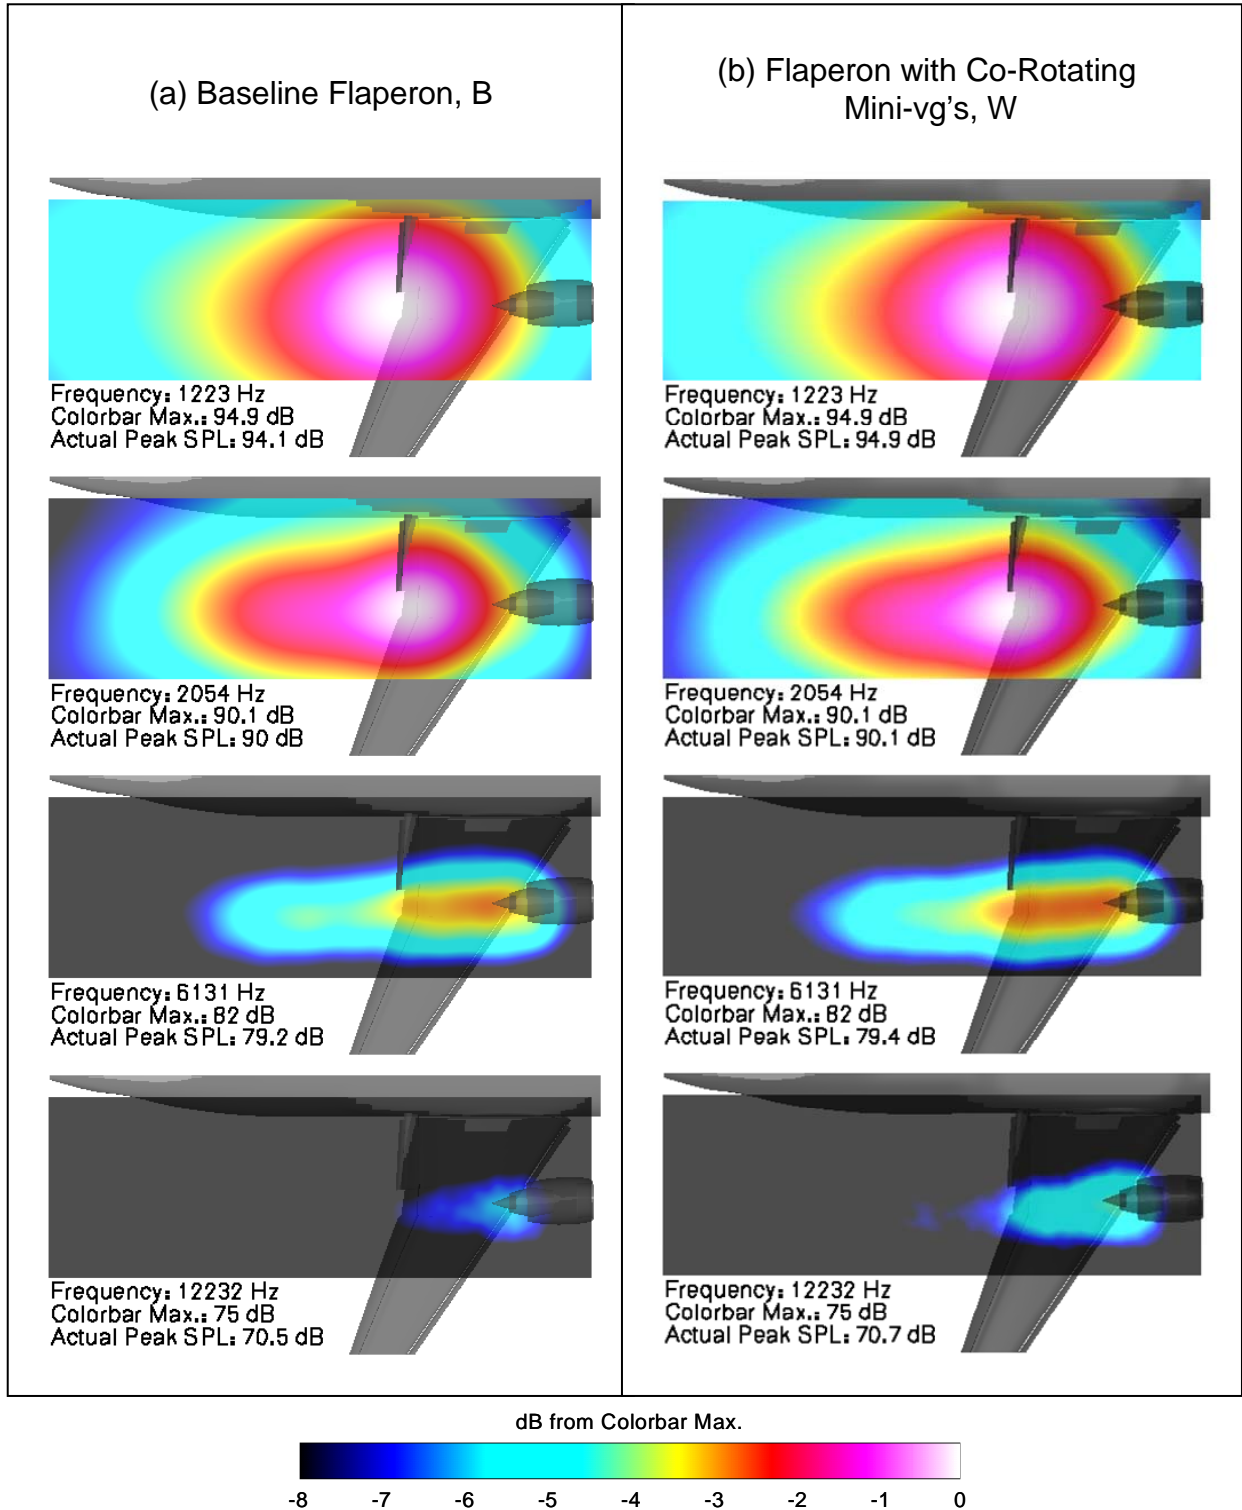 (a) Baseline Flaperon, B
(b) Flaperon with Co-Rotating
Mini-vg's, W
Frequency: 1223 Hz
Colorbar Max.: 94.9 dB
Actual Peak SPL: 94.1 dB
Frequency: 1223 Hz
Colorbar Max.: 94.9 dB
Actual Peak SPL: 94.9 dB
Frequency: 2054 Hz
Colorbar Max.: 90.1 dB
Actual Peak SPL: 90 dB
Frequency: 2054 Hz
Colorbar Max.: 90.1 dB
Actual Peak SPL: 90.1 dB
Frequency: 6131 Hz
Colorbar Max.: 82 dB
Actual Peak SPL: 79.2 dB
Frequency: 6131 Hz
Colorbar Max.: 82 dB
Actual Peak SPL: 79.4 dB
Frequency: 12232 Hz
Colorbar Max.: 75 dB
Actual Peak SPL: 70.5 dB
Frequency: 12232 Hz
Colorbar Max.: 75 dB
Actual Peak SPL: 70.7 dB
dB from Colorbar Max.
-8 -7 -6 -5 -4 -3 -2 -1 0